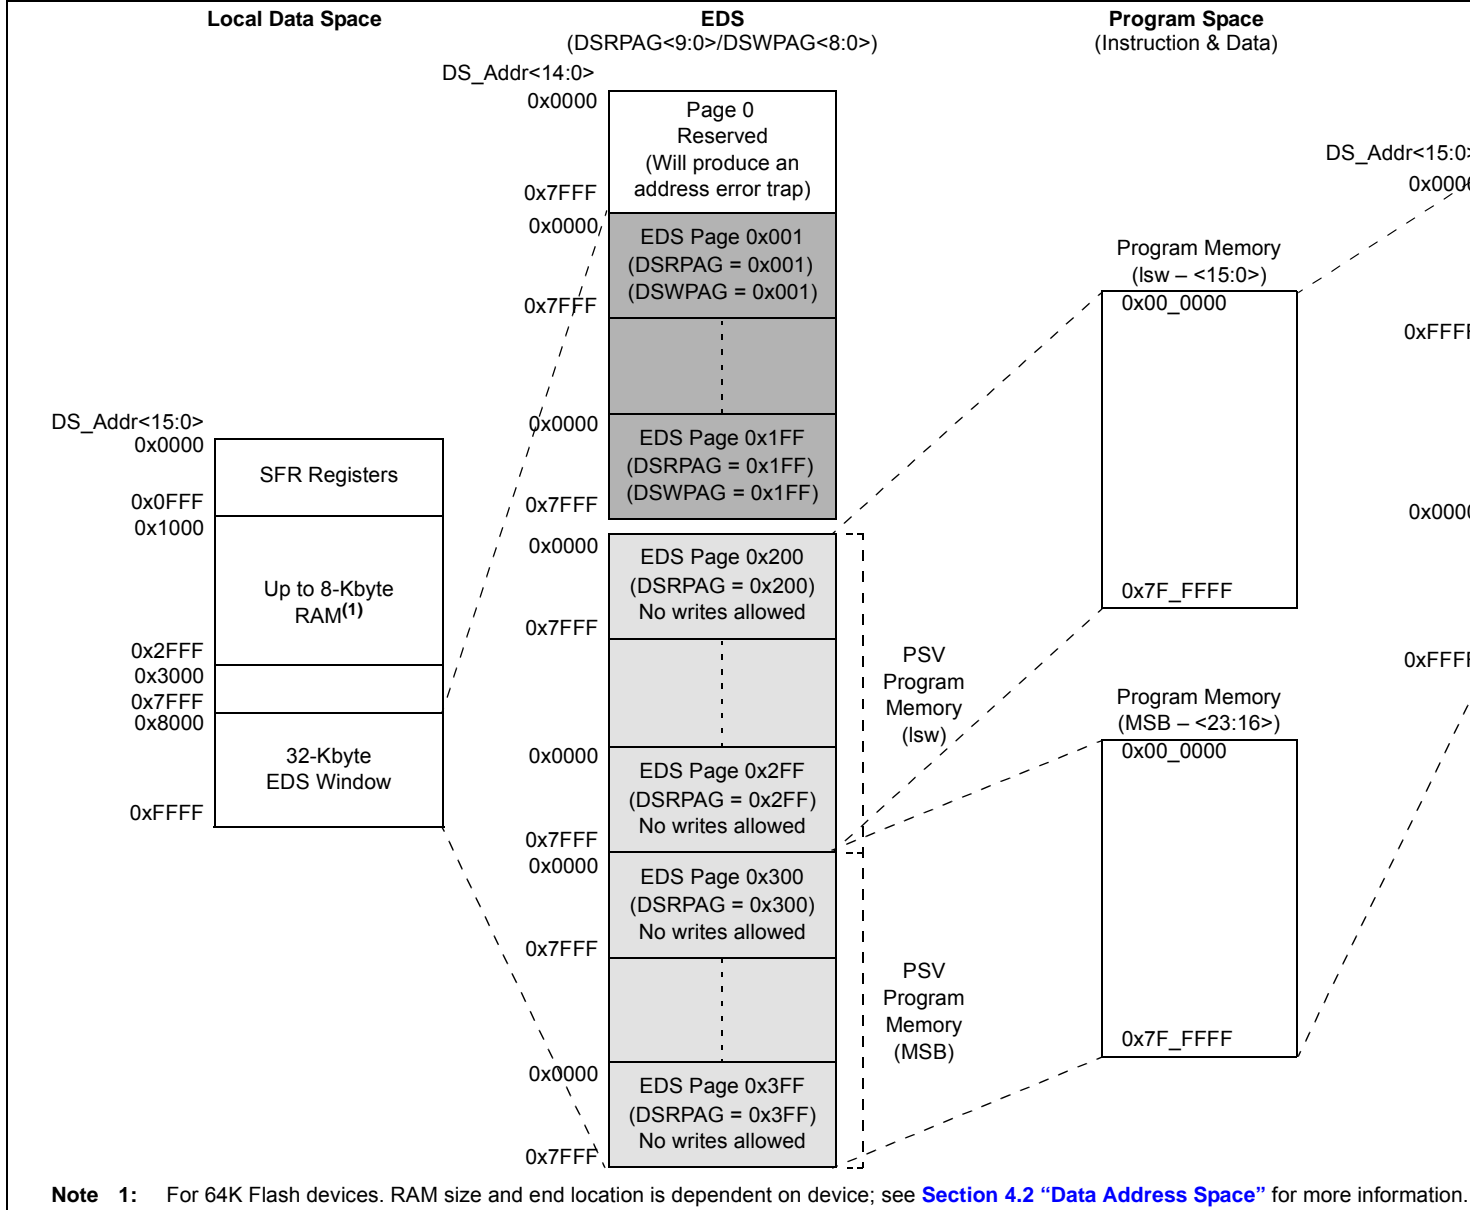 Local Data Space
EDS
(DSRPAG<9:0>/DSWPAG<8:0>)
Program Space
(Instruction & Data)
DS_Addr<14:0>
0x0000
Page 0
Reserved
(Will produce an
address error trap)
0x7FFF
0x0000
EDS Page 0x001
(DSRPAG = 0x001)
(DSWPAG = 0x001)
0x7FFF
0x0000
EDS Page 0x1FF
(DSRPAG = 0x1FF)
(DSWPAG = 0x1FF)
0x7FFF
DS_Addr<15:0>
0x0000
SFR Registers
0x0FFF
0x1000
Up to 8-Kbyte
RAM(1)
0x2FFF
0x3000
0x7FFF
0x8000
32-Kbyte
EDS Window
0xFFFF
0x0000
EDS Page 0x200
(DSRPAG = 0x200)
No writes allowed
0x7FFF
0x0000
EDS Page 0x2FF
(DSRPAG = 0x2FF)
No writes allowed
0x7FFF
0x0000
EDS Page 0x300
(DSRPAG = 0x300)
No writes allowed
0x7FFF
0x0000
EDS Page 0x3FF
(DSRPAG = 0x3FF)
No writes allowed
0x7FFF
PSV
Program
Memory
(lsw)
PSV
Program
Memory
(MSB)
Program Memory
(lsw – <15:0>)
0x00_0000
0x7F_FFFF
Program Memory
(MSB – <23:16>)
0x00_0000
0x7F_FFFF
DS_Addr<15:0>
0x0000
0xFFFF
0x0000
0xFFFF
Note 1: For 64K Flash devices. RAM size and end location is dependent on device; see Section 4.2 “Data Address Space” for more information.